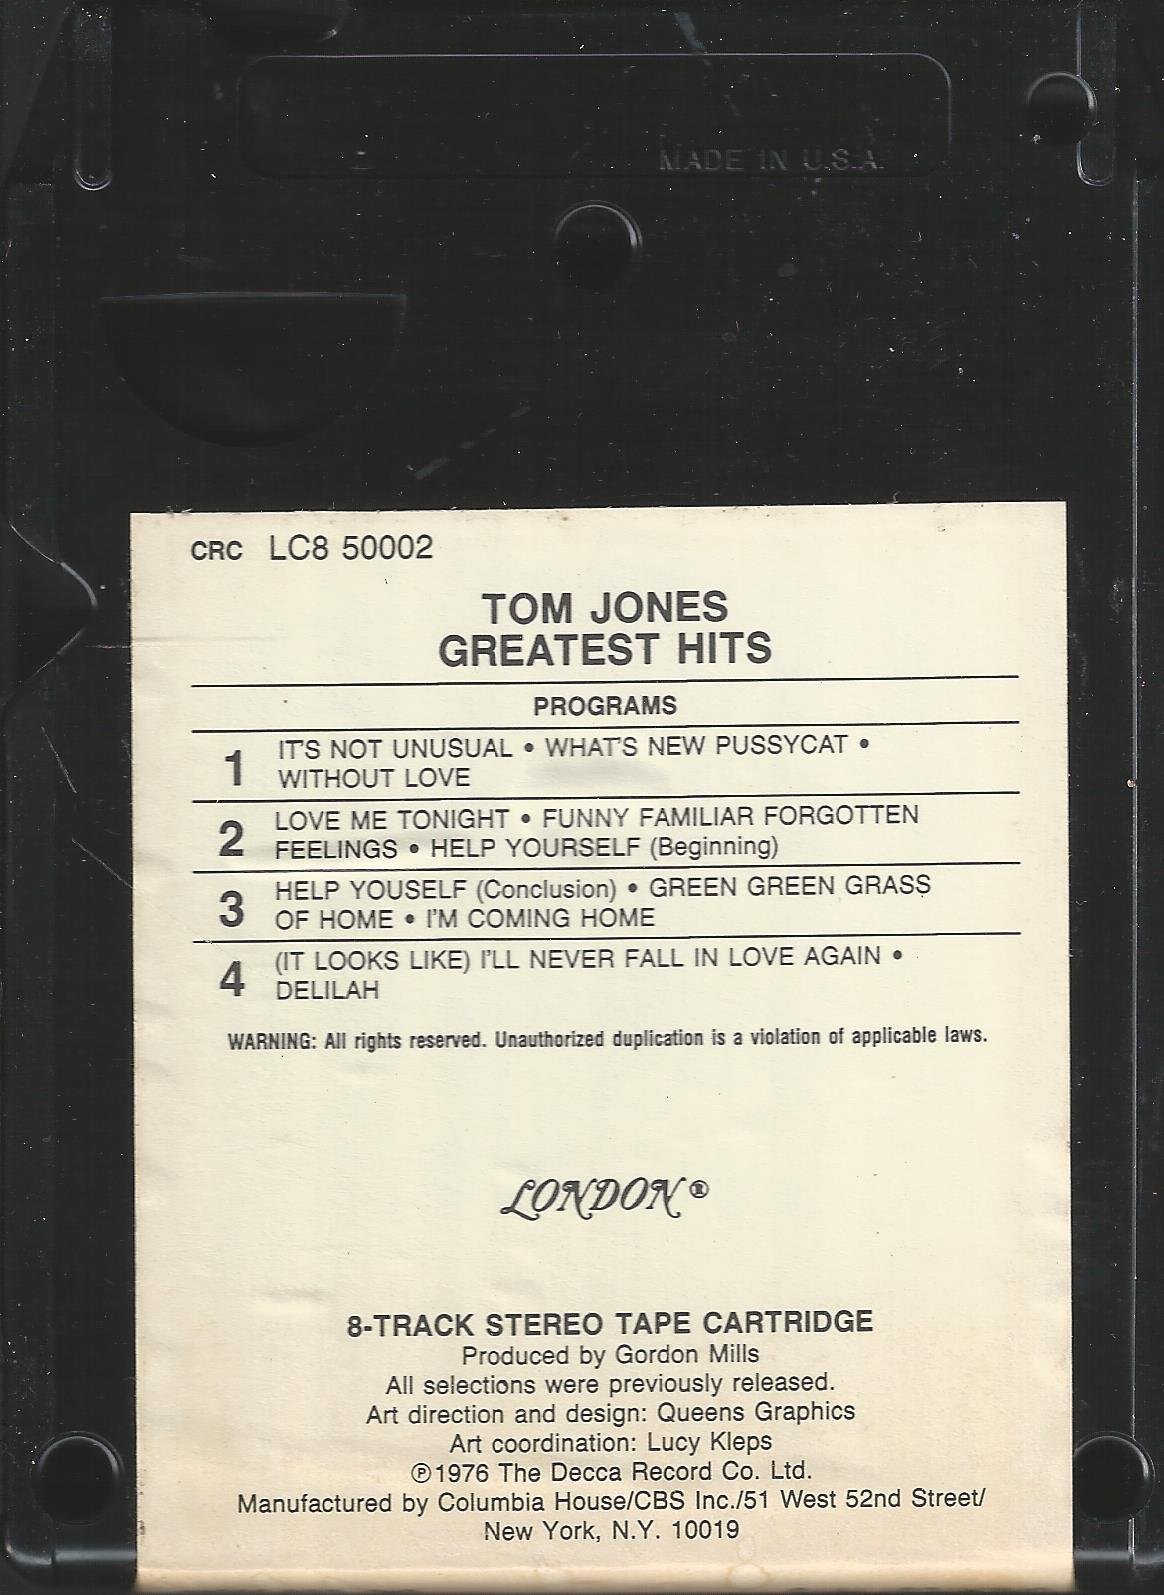 MADE IN U.S.A.
CRC LC8 50002
TOM JONES
GREATEST HITS
PROGRAMS
1 IT'S NOT UNUSUAL • WHAT'S NEW PUSSYCAT •
WITHOUT LOVE
2 LOVE ME TONIGHT • FUNNY FAMILIAR FORGOTTEN
FEELINGS • HELP YOURSELF (Beginning)
3 HELP YOUSELF (Conclusion) • GREEN GREEN GRASS
OF HOME • I'M COMING HOME
4 (IT LOOKS LIKE) I'LL NEVER FALL IN LOVE AGAIN •
DELILAH
WARNING: All rights reserved. Unauthorized duplication is a violation of applicable laws.
LONDON®
8-TRACK STEREO TAPE CARTRIDGE
Produced by Gordon Mills
All selections were previously released.
Art direction and design: Queens Graphics
Art coordination: Lucy Kleps
℗1976 The Decca Record Co. Ltd.
Manufactured by Columbia House/CBS Inc./51 West 52nd Street/
New York, N.Y. 10019